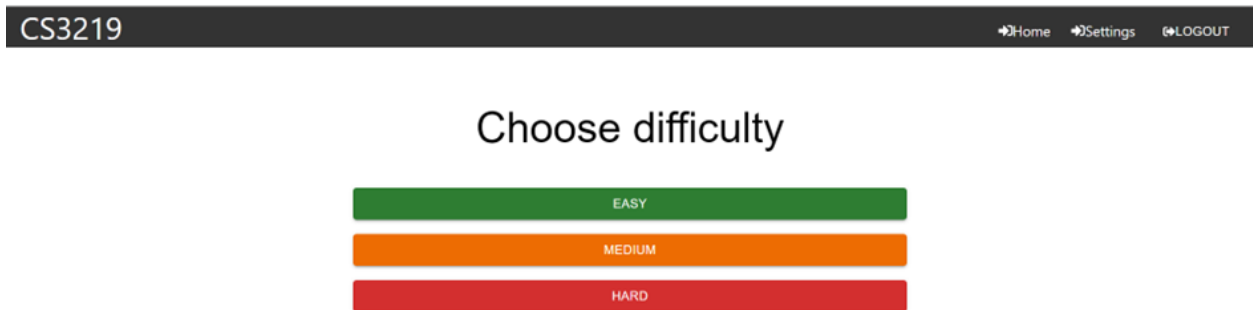 CS3219 Home Settings LOGOUT
Choose difficulty
EASY
MEDIUM
HARD